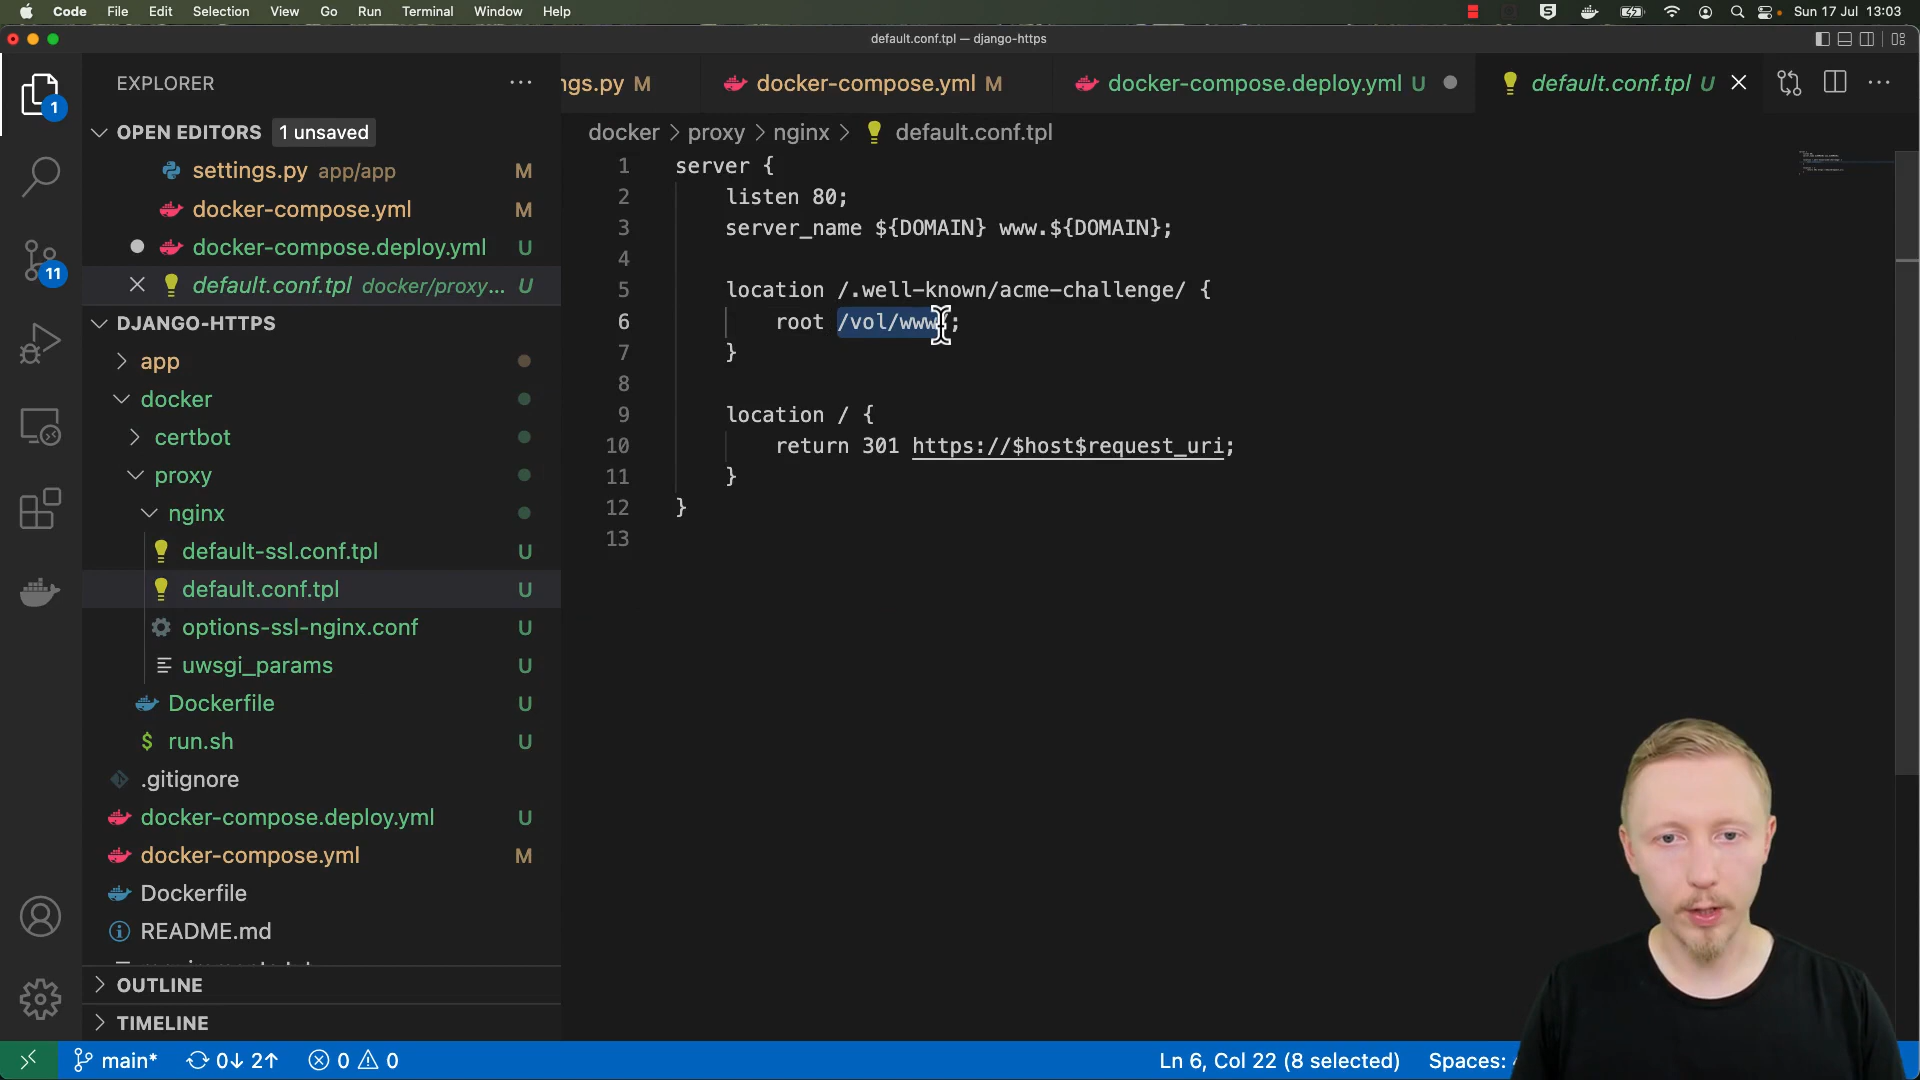 Code File Edit Selection View Go Run Terminal Window Help
Sun 17 Jul 13:03
default.conf.tpl — django-https
EXPLORER
ngs.py M
docker-compose.yml M
docker-compose.deploy.yml U
default.conf.tpl U
1
OPEN EDITORS 1 unsaved
settings.py app/app M
docker-compose.yml M
docker-compose.deploy.yml U
default.conf.tpl docker/proxy... U
DJANGO-HTTPS
app
docker
certbot
proxy
nginx
default-ssl.conf.tpl U
default.conf.tpl U
options-ssl-nginx.conf U
uwsgi_params U
Dockerfile U
$ run.sh U
.gitignore
docker-compose.deploy.yml U
docker-compose.yml M
Dockerfile
README.md
OUTLINE
TIMELINE
11
docker > proxy > nginx > default.conf.tpl
1 server {
2 listen 80;
3 server_name ${DOMAIN} www.${DOMAIN};
4
5 location /.well-known/acme-challenge/ {
6 root /vol/www/;
7 }
8
9 location / {
10 return 301 https://$host$request_uri;
11 }
12 }
13
main* 0↓ 2↑ 0 0
Ln 6, Col 22 (8 selected) Spaces: